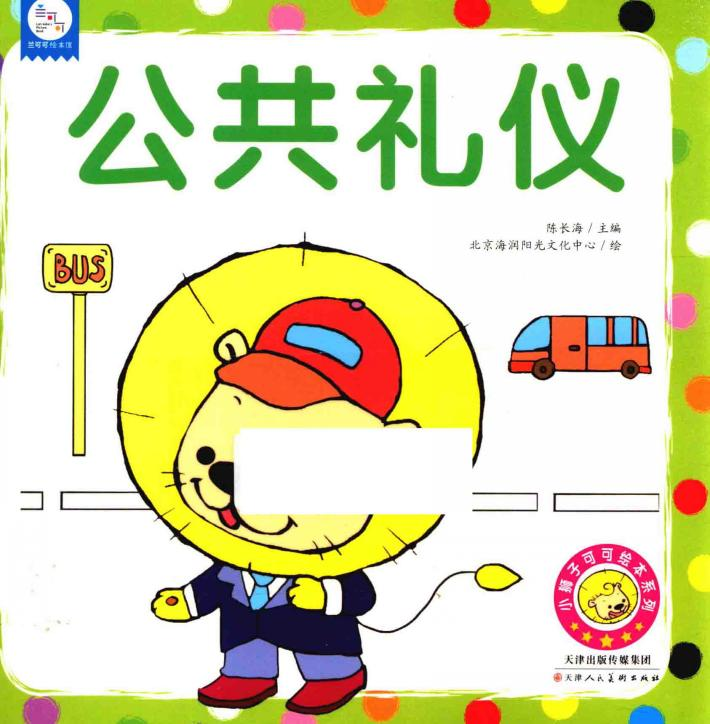 兰可可绘本馆
公共礼仪
陈长海/主编
北京海润阳光文化中心/绘
BUS
小狮子可可绘本系列
天津出版传媒集团
天津人民美术出版社